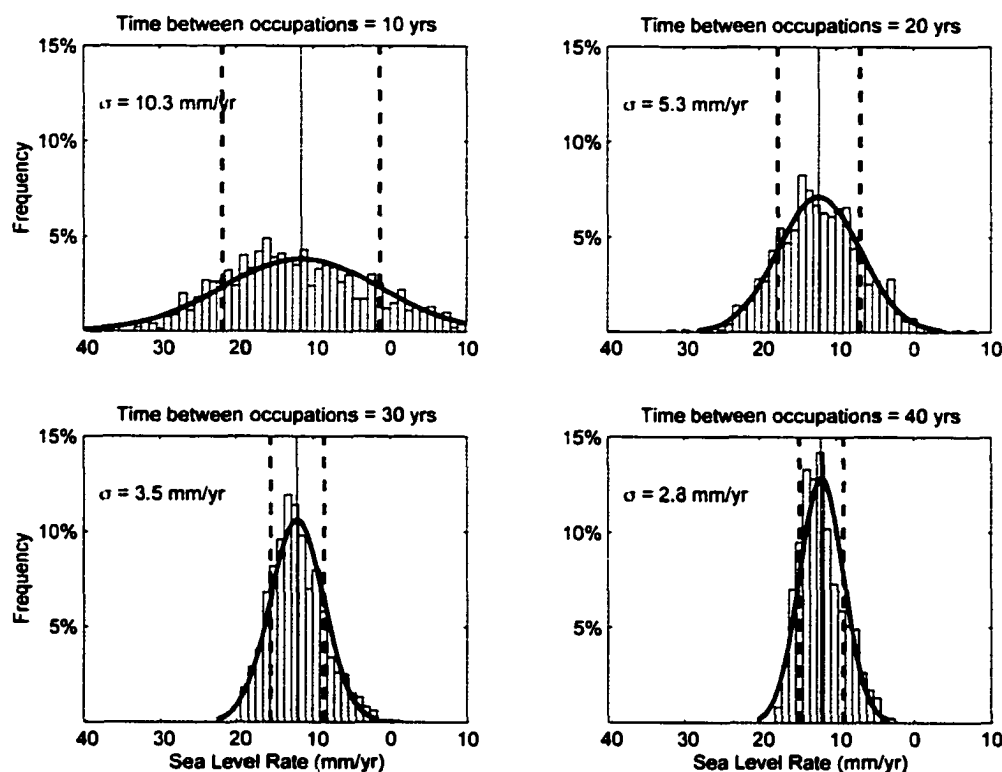 Time between occupations = 10 yrs
15%
10%
5%
Frequency
σ = 10.3 mm/yr
40 30 20 10 0 10
Time between occupations = 20 yrs
15%
10%
5%
σ = 5.3 mm/yr
40 30 20 10 0 10
Time between occupations = 30 yrs
15%
10%
5%
Frequency
σ = 3.5 mm/yr
40 30 20 10 0 10
Sea Level Rate (mm/yr)
Time between occupations = 40 yrs
15%
10%
5%
σ = 2.8 mm/yr
40 30 20 10 0 10
Sea Level Rate (mm/yr)